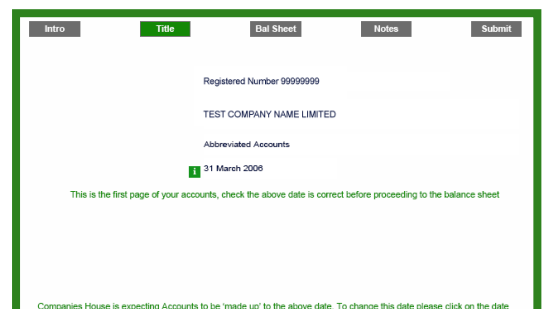 Intro Title Bal Sheet Notes Submit
Registered Number 99999999
TEST COMPANY NAME LIMITED
Abbreviated Accounts
i 31 March 2006
This is the first page of your accounts, check the above date is correct before proceeding to the balance sheet
Companies House is expecting Accounts to be 'made up' to the above date. To change this date please click on the date